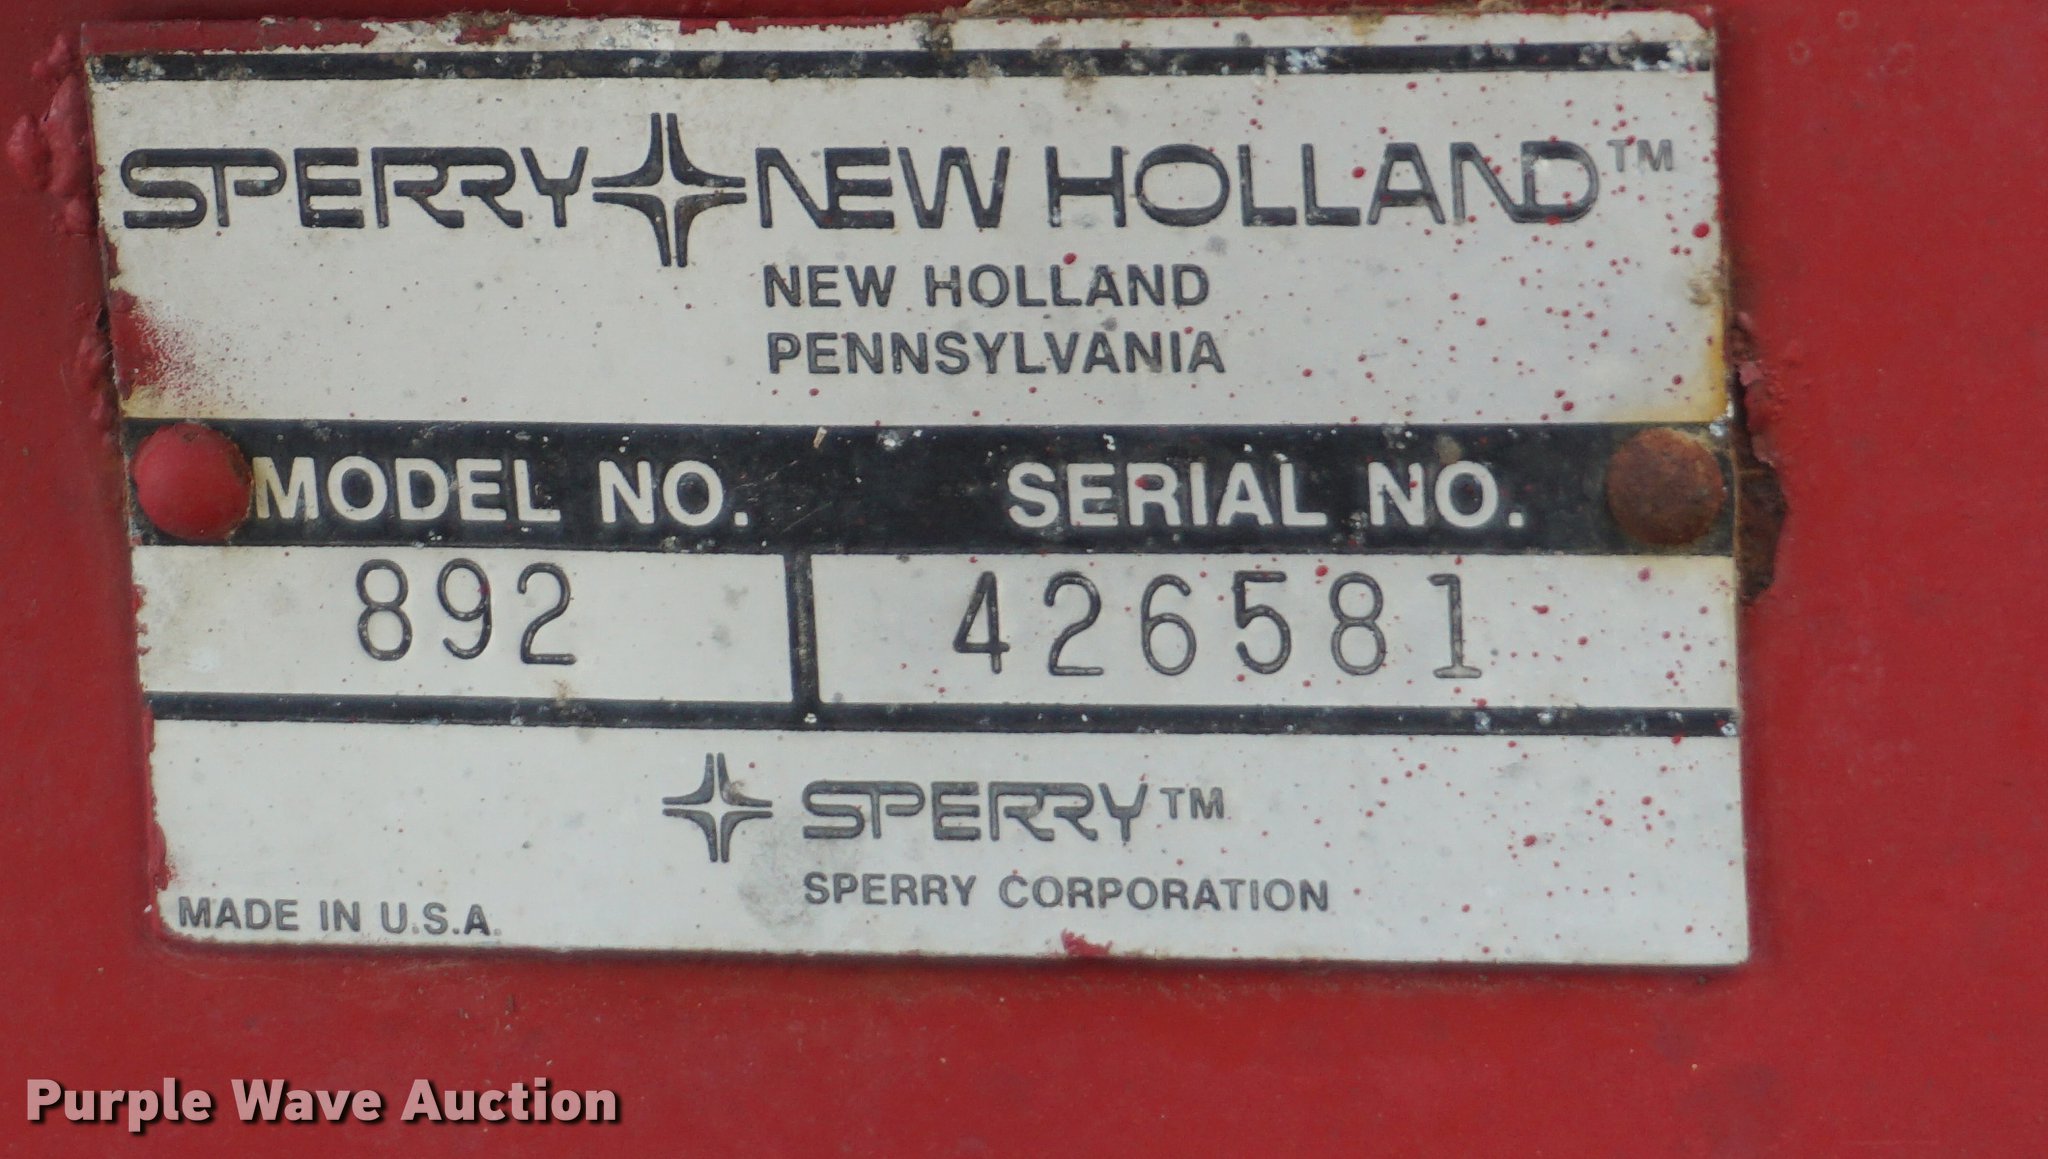 SPERRY NEW HOLLAND™
NEW HOLLAND
PENNSYLVANIA
MODEL NO. SERIAL NO.
892 426581
SPERRY™
SPERRY CORPORATION
MADE IN U.S.A.
Purple Wave Auction